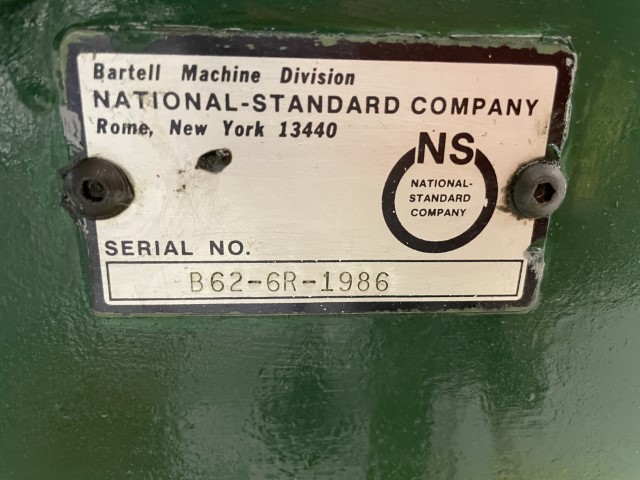 Bartell Machine Division
NATIONAL-STANDARD COMPANY
Rome, New York 13440
NS
NATIONAL-
STANDARD
COMPANY
SERIAL NO.
B62-6R-1986